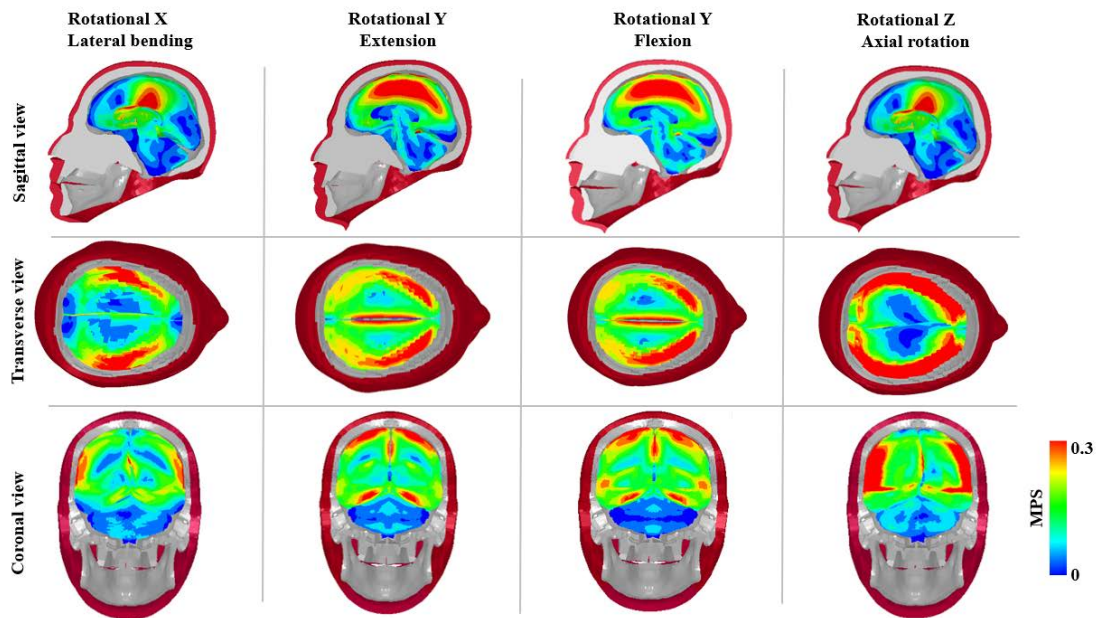 Rotational X
Lateral bending
Rotational Y
Extension
Rotational Y
Flexion
Rotational Z
Axial rotation
Sagittal view
Transverse view
Coronal view
0.3
MPS
0